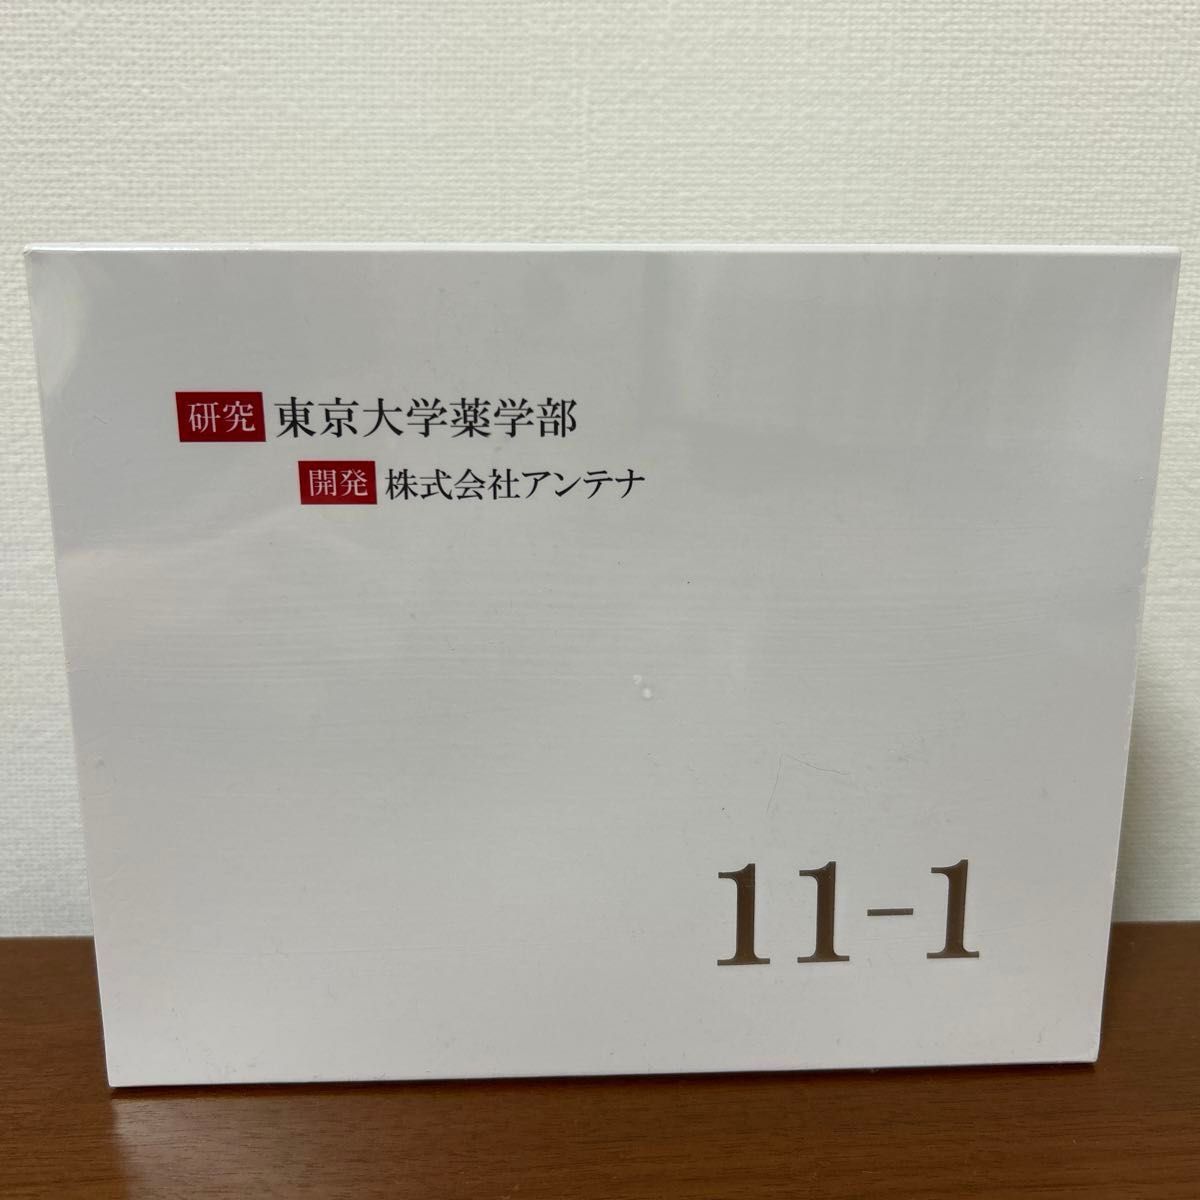 研究 東京大学薬学部
開発 株式会社アンテナ
11-1